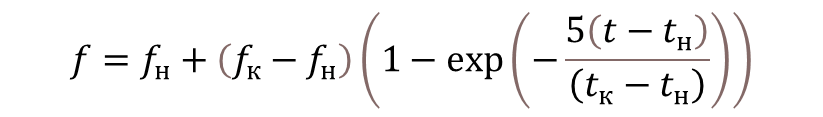 f = fн + (fк − fн) (1 − exp (− 5(t − tн) / (tк − tн)))